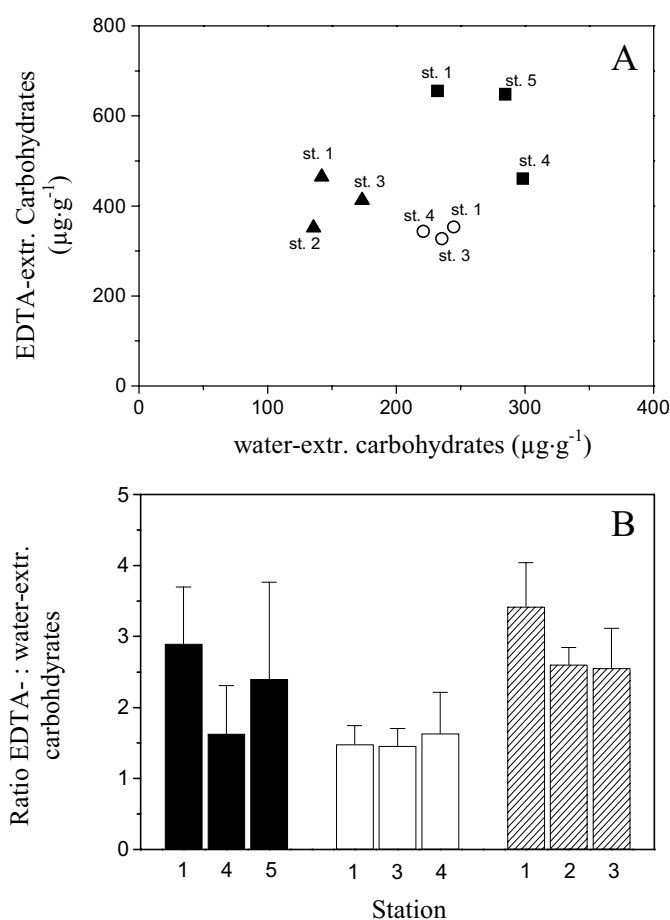 A
800
600
400
200
0
EDTA-extr. Carbohydrates
(µg·g⁻¹)
st. 1
st. 5
st. 4
st. 1
st. 3
st. 2
st. 4
st. 1
st. 3
0 100 200 300 400
water-extr. carbohydrates (µg·g⁻¹)
B
5
4
3
2
1
0
Ratio EDTA- : water-extr.
carbohdyrates
1 4 5 1 3 4 1 2 3
Station